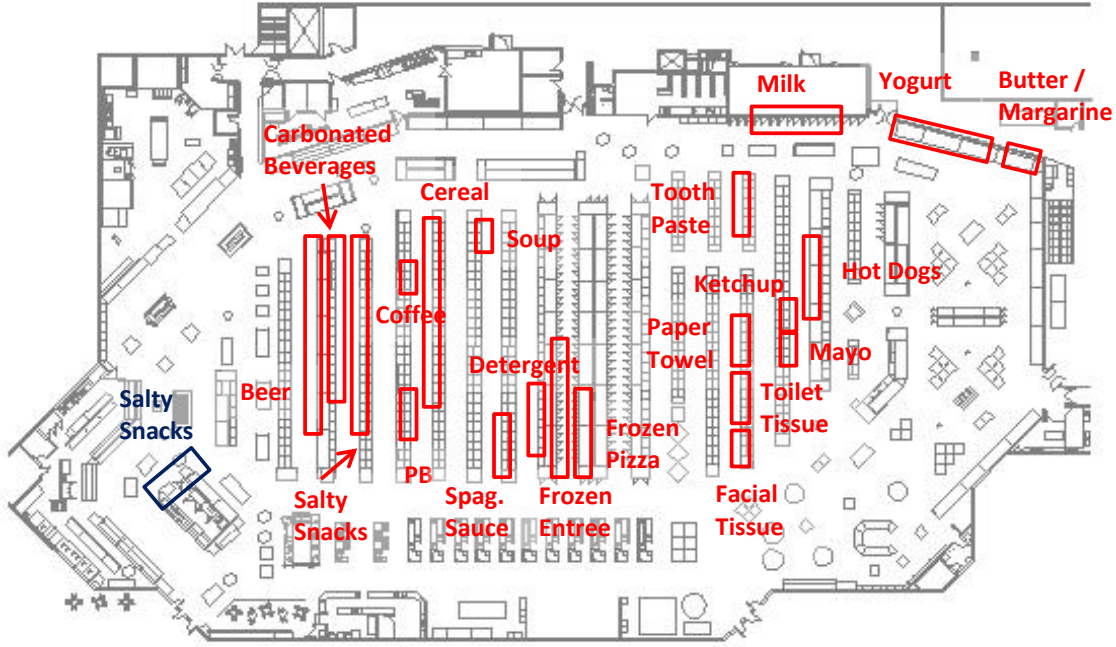 Milk
Yogurt
Butter /
Margarine
Carbonated
Beverages
Cereal
Tooth
Paste
Soup
Hot Dogs
Ketchup
Coffee
Paper
Towel
Mayo
Detergent
Beer
Salty
Snacks
Toilet
Tissue
Frozen
Pizza
PB
Salty
Snacks
Spag.
Sauce
Frozen
Entree
Facial
Tissue